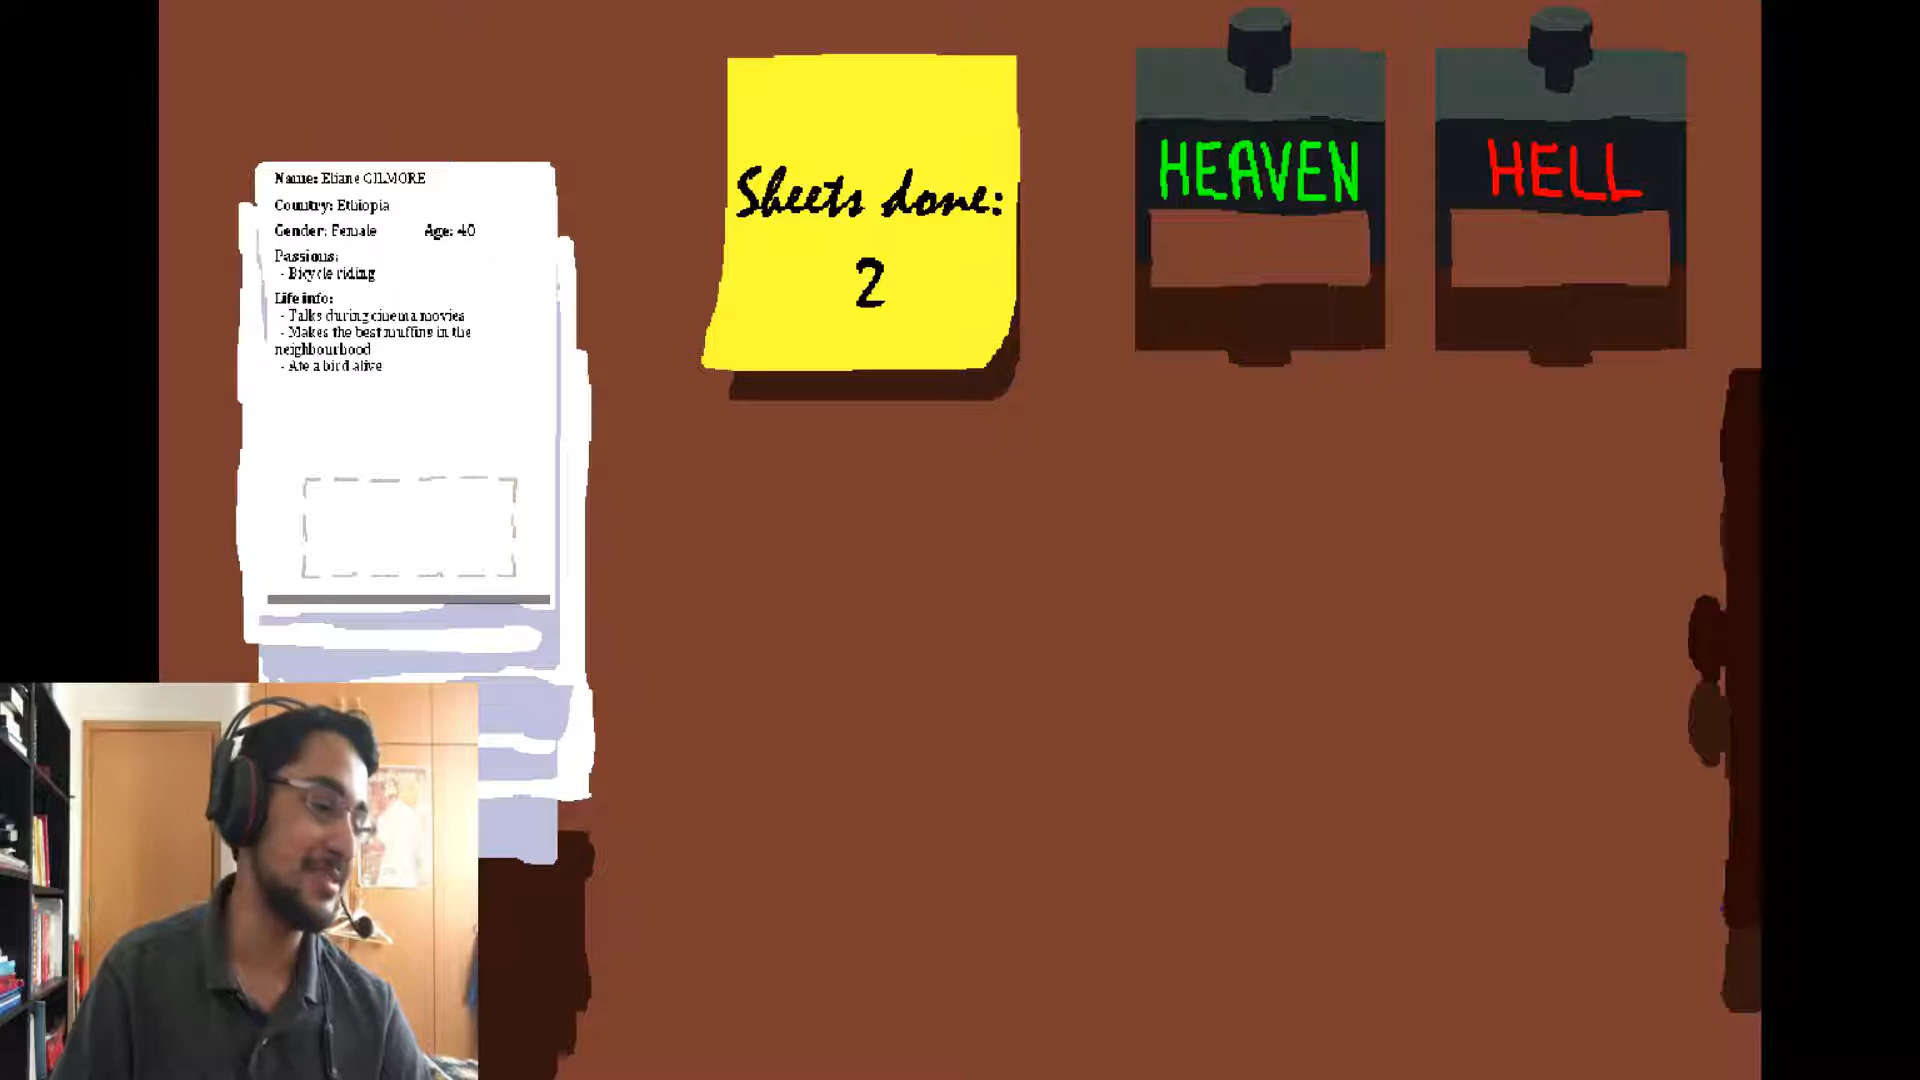 Name: Eliane GILMORE
Country: Ethiopia
Gender: Female Age: 40
Passions:
- Bicycle riding
Life info:
- Talks during cinema movies
- Makes the best muffins in the
neighbourhood
- Ate a bird alive
Sheets done:
2
HEAVEN
HELL